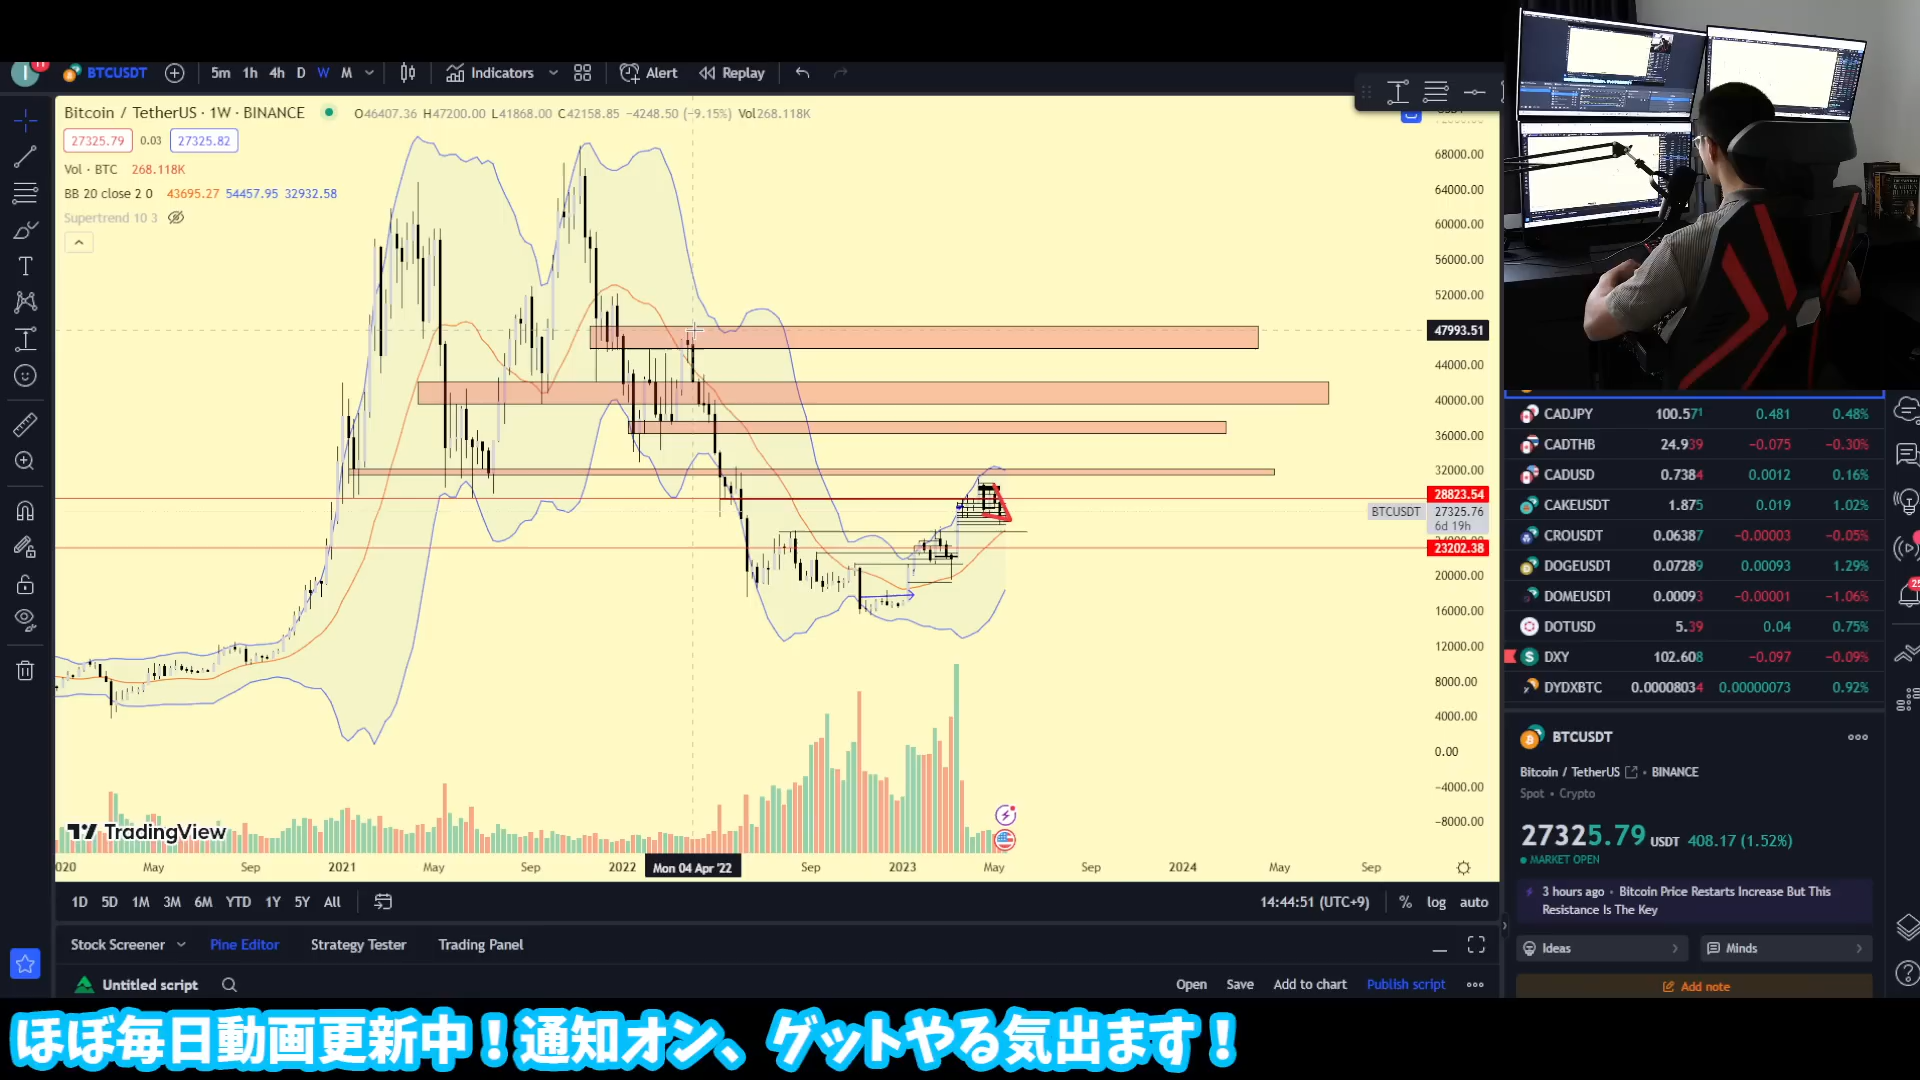 BTCUSDT 5m 1h 4h D W M Indicators Alert Replay
Bitcoin / TetherUS · 1W · BINANCE O46407.36 H47200.00 L41868.00 C42158.85 −4248.50 (−9.15%) Vol268.118K
27325.79 0.03 27325.82
Vol · BTC 268.118K
BB 20 close 2 0 43695.27 54457.95 32932.58
Supertrend 10 3
68000.00
64000.00
60000.00
56000.00
52000.00
47993.51
44000.00
40000.00
36000.00
32000.00
28823.54
BTCUSDT 27325.76
6d 19h
23202.38
20000.00
16000.00
12000.00
8000.00
4000.00
0.00
−4000.00
−8000.00
TradingView
2020 May Sep 2021 May Sep 2022 Mon 04 Apr '22 Sep 2023 May Sep 2024 May Sep
1D 5D 1M 3M 6M YTD 1Y 5Y All 14:44:51 (UTC+9) % log auto
Stock Screener Pine Editor Strategy Tester Trading Panel
Untitled script Open Save Add to chart Publish script
CADJPY 100.571 0.481 0.48%
CADTHB 24.939 −0.075 −0.30%
CADUSD 0.7384 0.0012 0.16%
CAKEUSDT 1.875 0.019 1.02%
CROUSDT 0.06387 −0.00003 −0.05%
DOGEUSDT 0.07289 0.00093 1.29%
DOMEUSDT 0.00093 −0.00001 −1.06%
DOTUSD 5.39 0.04 0.75%
DXY 102.608 −0.097 −0.09%
DYDXBTC 0.00008034 0.00000073 0.92%
BTCUSDT
Bitcoin / TetherUS • BINANCE
Spot • Crypto
27325.79 USDT 408.17 (1.52%)
MARKET OPEN
3 hours ago • Bitcoin Price Restarts Increase But This
Resistance Is The Key
Ideas Minds
Add note
ほぼ毎日動画更新中！通知オン、グットやる気出ます！